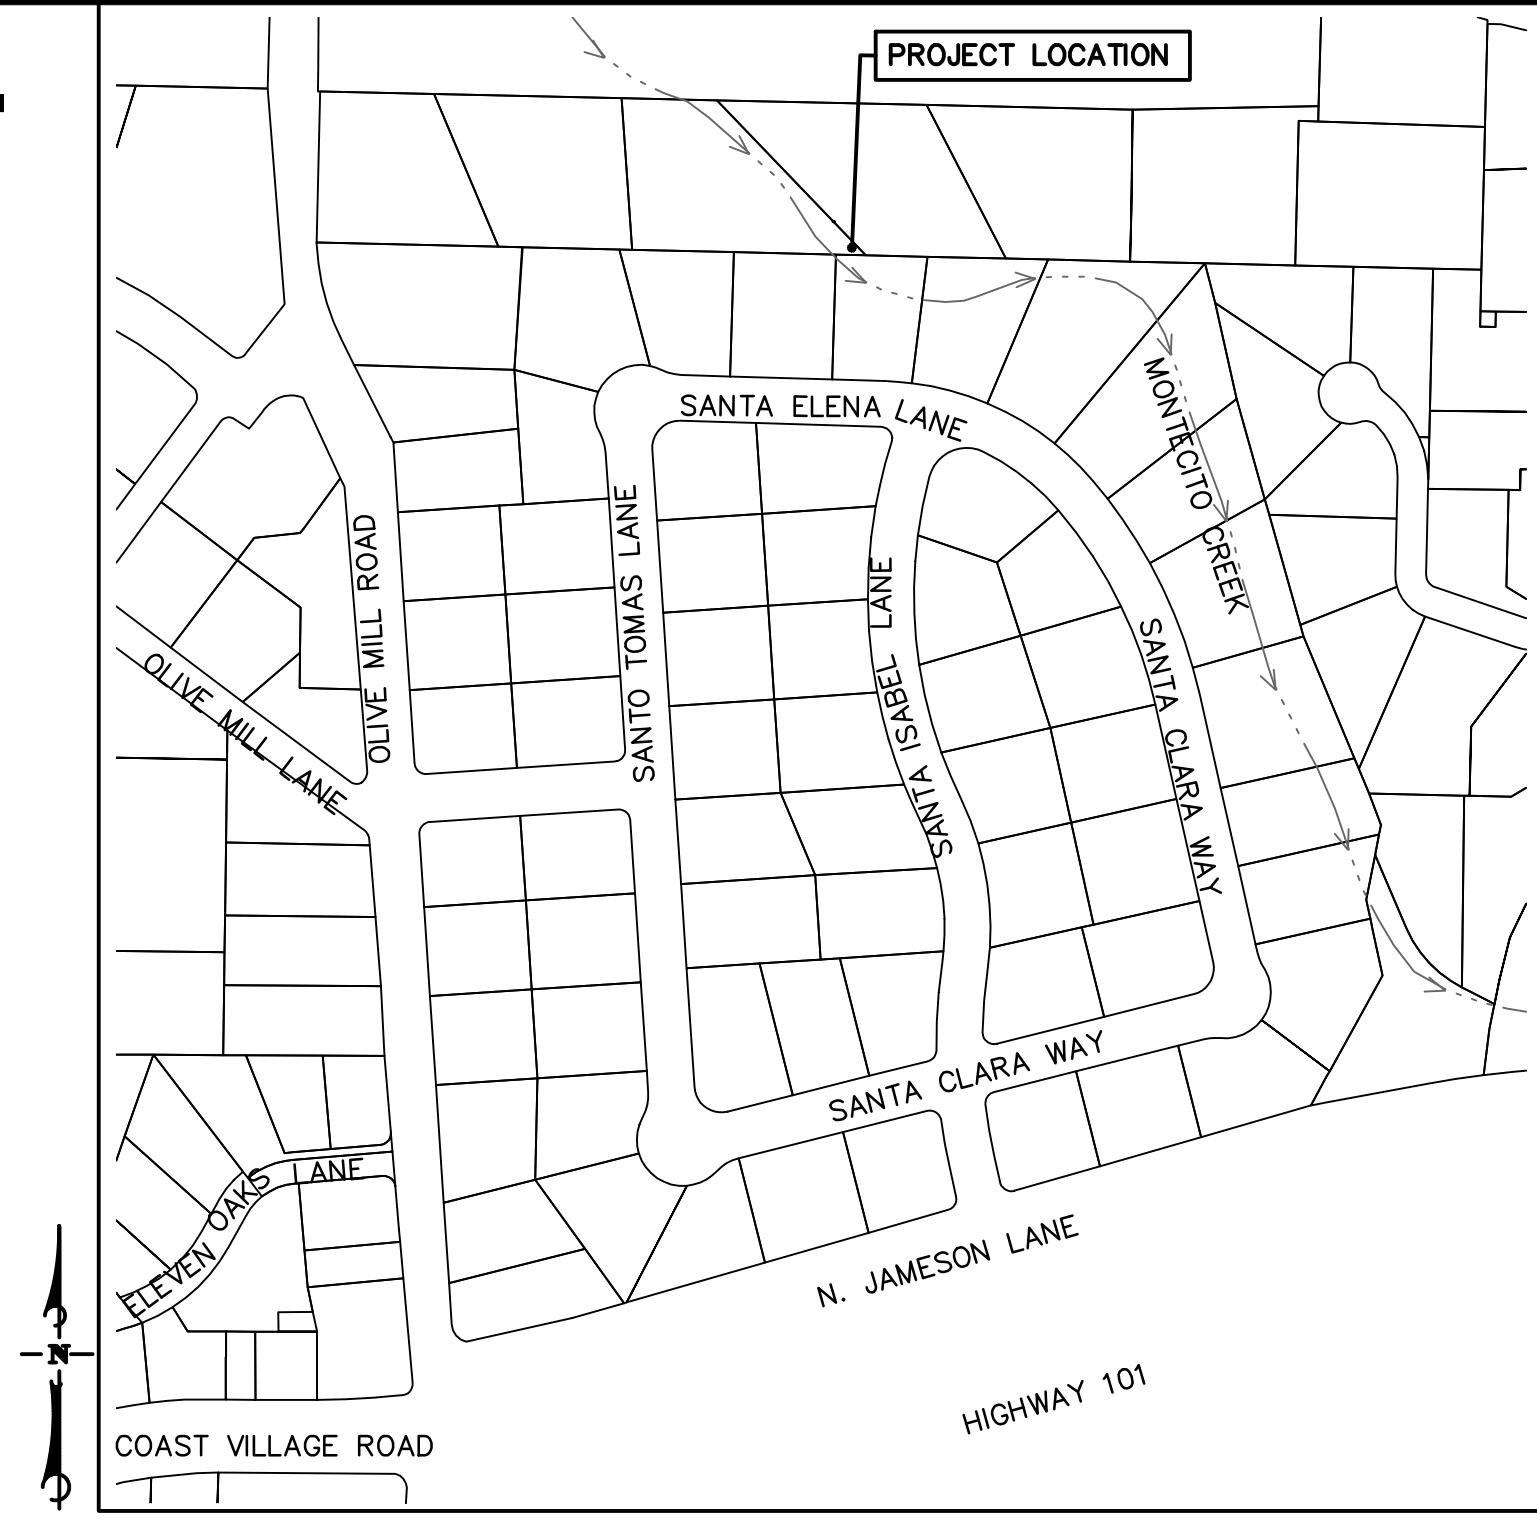 PROJECT LOCATION
SANTA ELENA LANE
MONTECITO CREEK
OLIVE MILL ROAD
SANTO TOMAS LANE
SANTA ISABEL LANE
SANTA CLARA WAY
OLIVE MILL LANE
SANTA CLARA WAY
ELEVEN OAKS LANE
N. JAMESON LANE
HIGHWAY 101
COAST VILLAGE ROAD
N